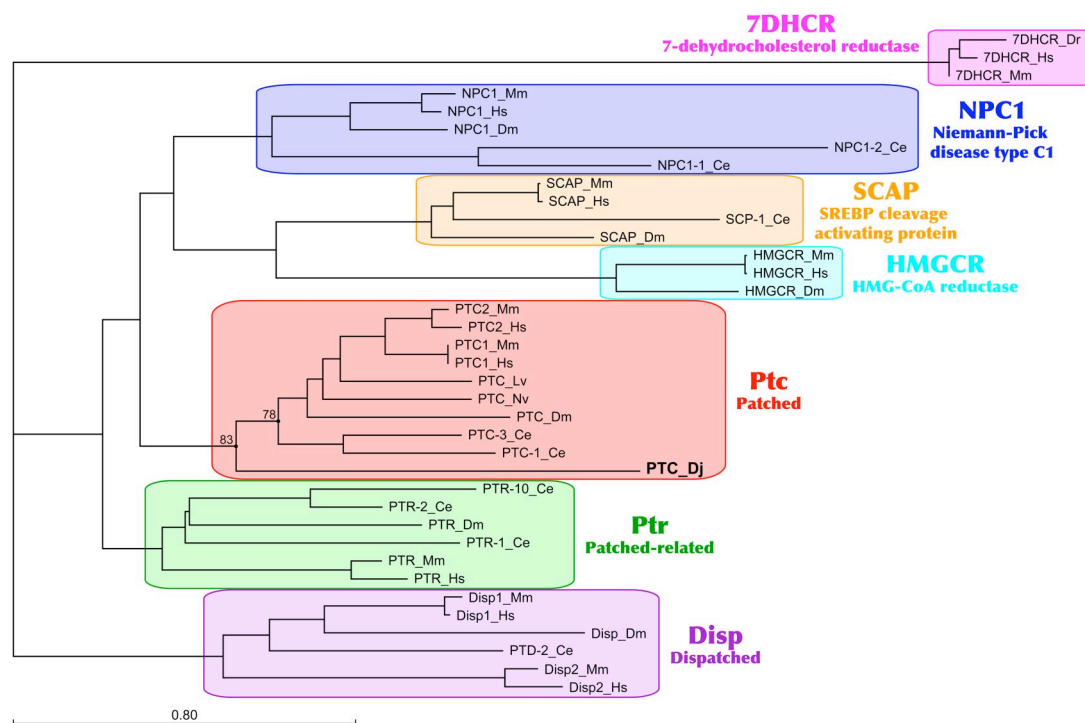 7DHCR
7-dehydrocholesterol reductase
7DHCR_Dr
7DHCR_Hs
7DHCR_Mm
NPC1_Mm
NPC1_Hs
NPC1_Dm
NPC1-2_Ce
NPC1-1_Ce
NPC1
Niemann-Pick
disease type C1
SCAP_Mm
SCAP_Hs
SCP-1_Ce
SCAP_Dm
SCAP
SREBP cleavage
activating protein
HMGCR_Mm
HMGCR_Hs
HMGCR_Dm
HMGCR
HMG-CoA reductase
PTC2_Mm
PTC2_Hs
PTC1_Mm
PTC1_Hs
PTC_Lv
PTC_Nv
78
PTC_Dm
83
PTC-3_Ce
PTC-1_Ce
PTC_Dj
Ptc
Patched
PTR-10_Ce
PTR-2_Ce
PTR_Dm
PTR-1_Ce
PTR_Mm
PTR_Hs
Ptr
Patched-related
Disp1_Mm
Disp1_Hs
Disp_Dm
PTD-2_Ce
Disp2_Mm
Disp2_Hs
Disp
Dispatched
0.80